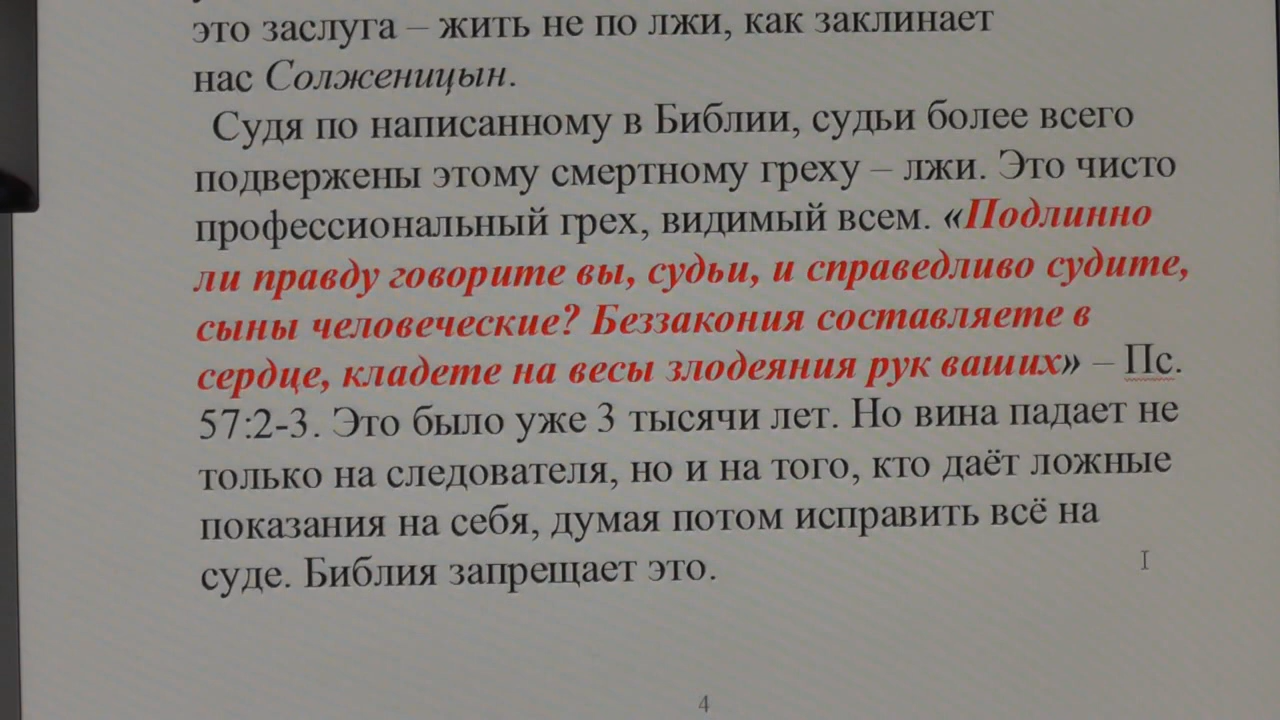 это заслуга – жить не по лжи, как заклинает
нас Солженицын.
Судя по написанному в Библии, судьи более всего
подвержены этому смертному греху – лжи. Это чисто
профессиональный грех, видимый всем. «Подлинно
ли правду говорите вы, судьи, и справедливо судите,
сыны человеческие? Беззакония составляете в
сердце, кладете на весы злодеяния рук ваших» – Пс.
57:2-3. Это было уже 3 тысячи лет. Но вина падает не
только на следователя, но и на того, кто даёт ложные
показания на себя, думая потом исправить всё на
суде. Библия запрещает это.
4